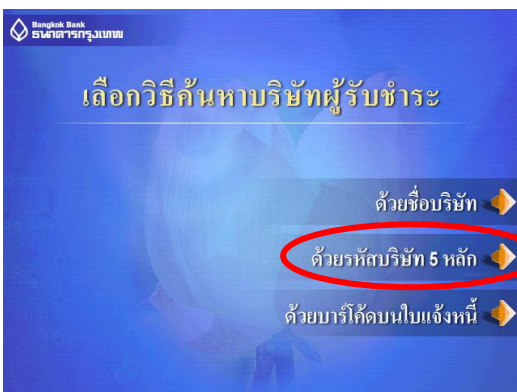 Bangkok Bank
ธนาคารกรุงเทพ
เลือกวิธีค้นหาบริษัทผู้รับชำระ
ด้วยชื่อบริษัท
ด้วยรหัสบริษัท 5 หลัก
ด้วยบาร์โค้ดบนใบแจ้งหนี้